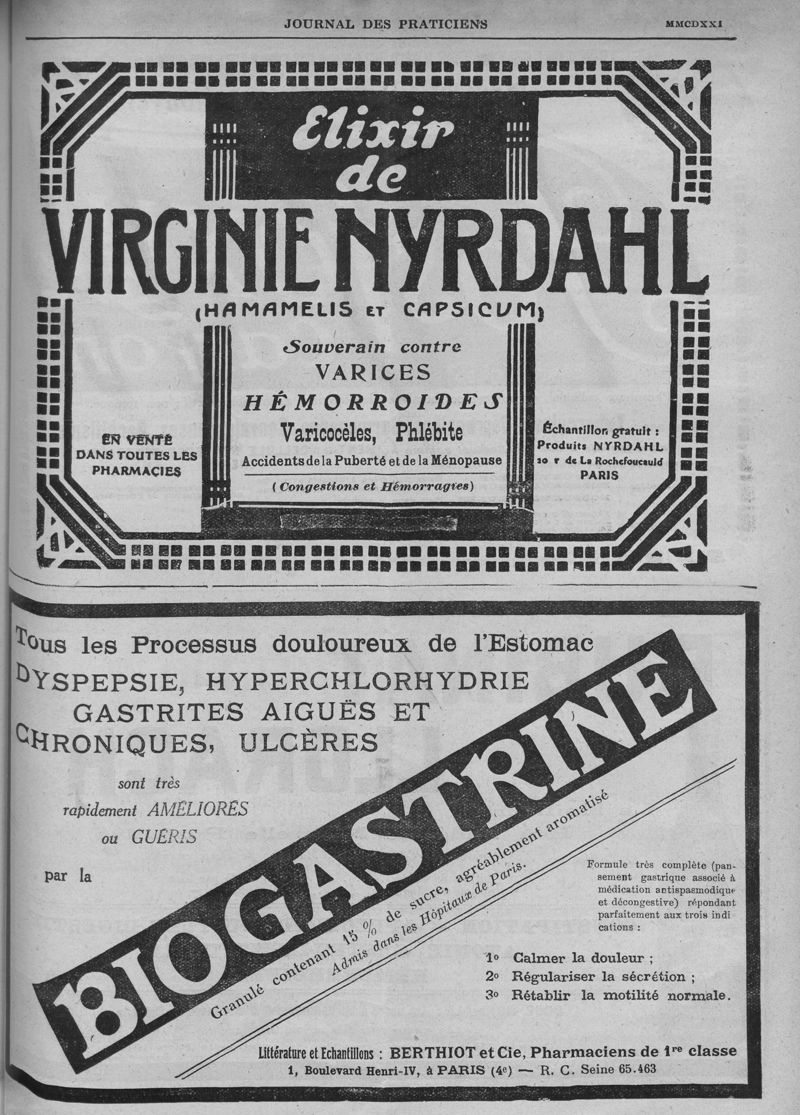 JOURNAL DES PRATICIENS
MMCDXXI
Elixir
de
VIRGINIE NYRDAHL
(HAMAMELIS ET CAPSICUM)
Souverain contre
VARICES
HÉMORROIDES
Varicocèles, Phlébite
Accidents de la Puberté et de la Ménopause
(Congestions et Hémorragies)
EN VENTE
DANS TOUTES LES
PHARMACIES
Échantillon gratuit :
Produits NYRDAHL
20 r de La Rochefoucauld
PARIS
Tous les Processus douloureux de l'Estomac
DYSPEPSIE, HYPERCHLORHYDRIE
GASTRITES AIGUËS ET
CHRONIQUES, ULCÈRES
sont très
rapidement AMÉLIORÉS
ou GUÉRIS
par la
BIOGASTRINE
Granulé contenant 15 % de sucre, agréablement aromatisé
Admis dans les Hôpitaux de Paris.
Formule très complète (pan-
sement gastrique associé à
médication antispasmodique
et décongestive) répondant
parfaitement aux trois indi
cations :
1o Calmer la douleur ;
2o Régulariser la sécrétion ;
3o Rétablir la motilité normale.
Littérature et Echantillons : BERTHIOT et Cie, Pharmaciens de 1re classe
1, Boulevard Henri-IV, à PARIS (4e) — R. C. Seine 65.463